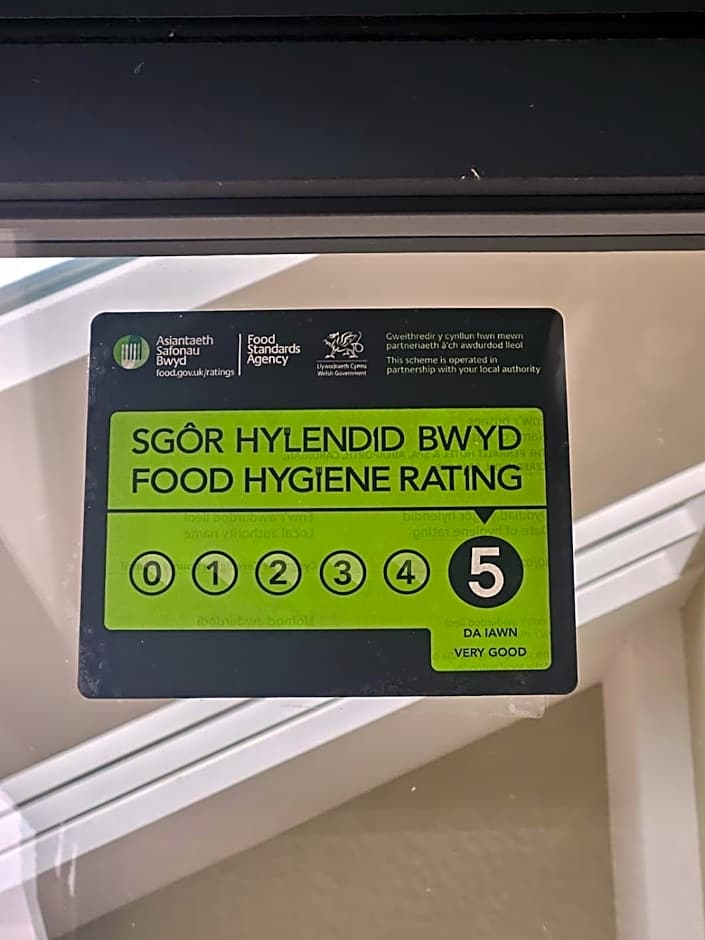 Asiantaeth
Safonau
Bwyd
food.gov.uk/ratings
Food
Standards
Agency
Llywodraeth Cymru
Welsh Government
Gweithredir y cynllun hwn mewn
partneriaeth â'ch awdurdod lleol
This scheme is operated in
partnership with your local authority
SGÔR HYLENDID BWYD
FOOD HYGIENE RATING
0 1 2 3 4 5
DA IAWN
VERY GOOD